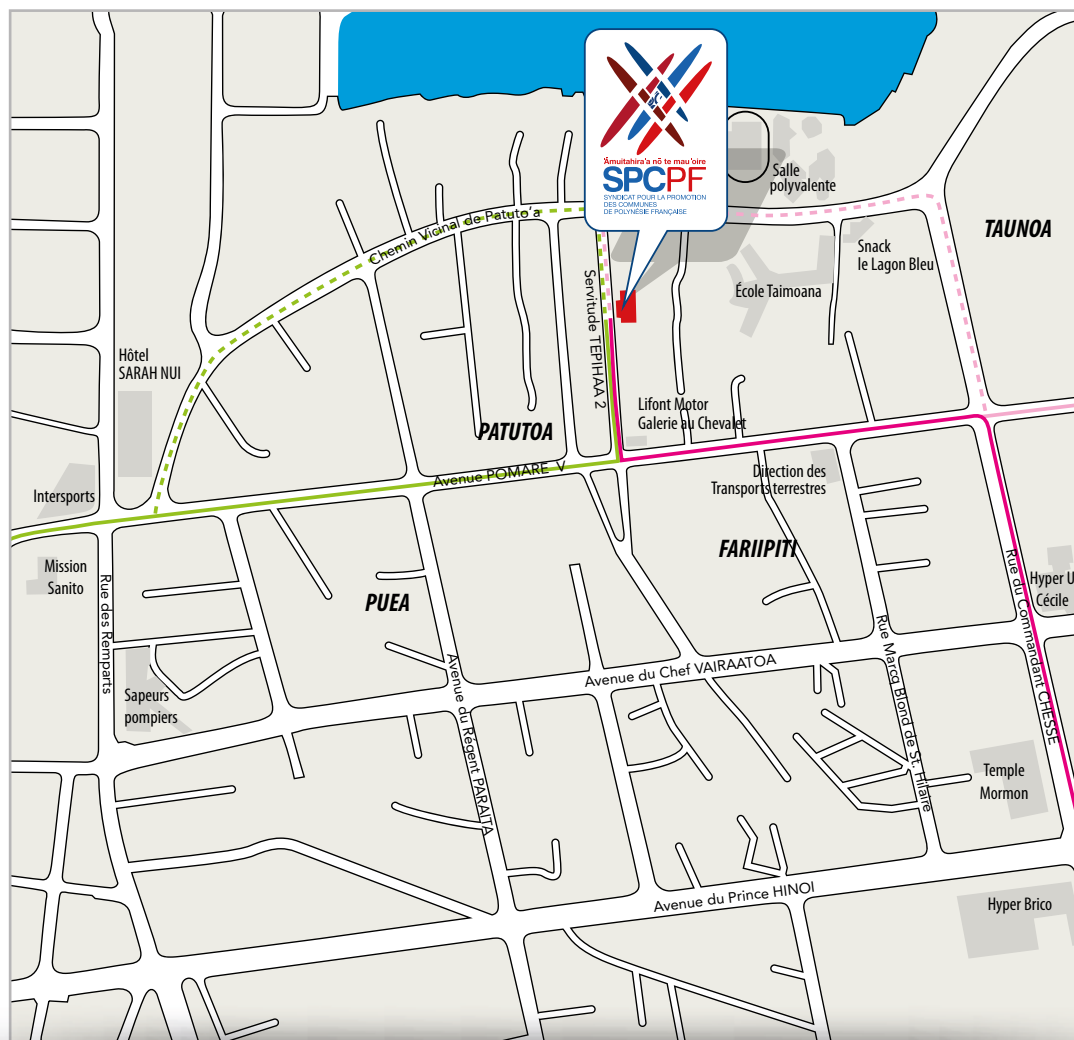 'Āmuitahira'a nō te mau 'oire
SPCPF
SYNDICAT POUR LA PROMOTION
DES COMMUNES
DE POLYNÉSIE FRANÇAISE
Salle
polyvalente
TAUNOA
Chemin Vicinal de Patuto'a
Snack
le Lagon Bleu
École Taimoana
Servitude TEPIHAA 2
Hôtel
SARAH NUI
Lifont Motor
Galerie au Chevalet
PATUTOA
Avenue POMARE V
Direction des
Transports terrestres
Intersports
FARIIPITI
Mission
Sanito
Rue des Remparts
PUEA
Rue du Commandant CHESSE
Hyper U
Cécile
Rue Marcq Blond de St. Hilaire
Avenue du Chef VAIRAATOA
Avenue du Régent PARAITA
Sapeurs
pompiers
Temple
Mormon
Avenue du Prince HINOI
Hyper Brico